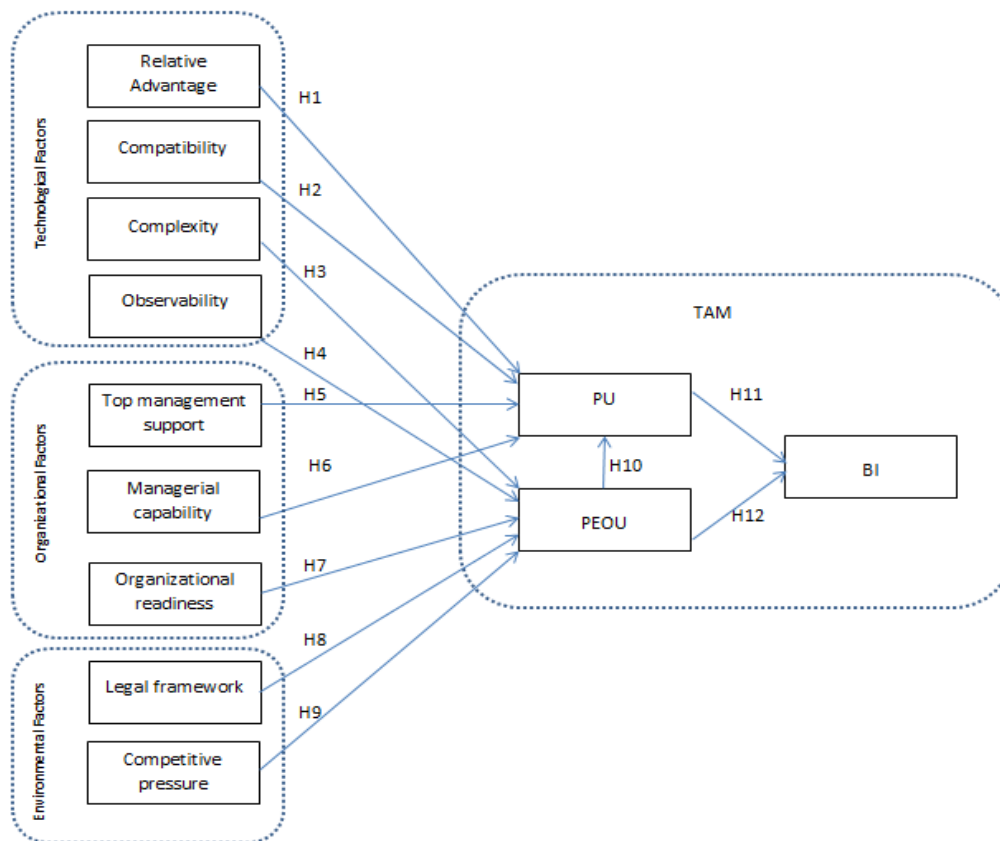 Technological Factors
Relative
Advantage
Compatibility
Complexity
Observability
Organizational Factors
Top management
support
Managerial
capability
Organizational
readiness
Environmental Factors
Legal framework
Competitive
pressure
H1
H2
H3
H4
H5
H6
H7
H8
H9
TAM
PU
H10
PEOU
H11
H12
BI